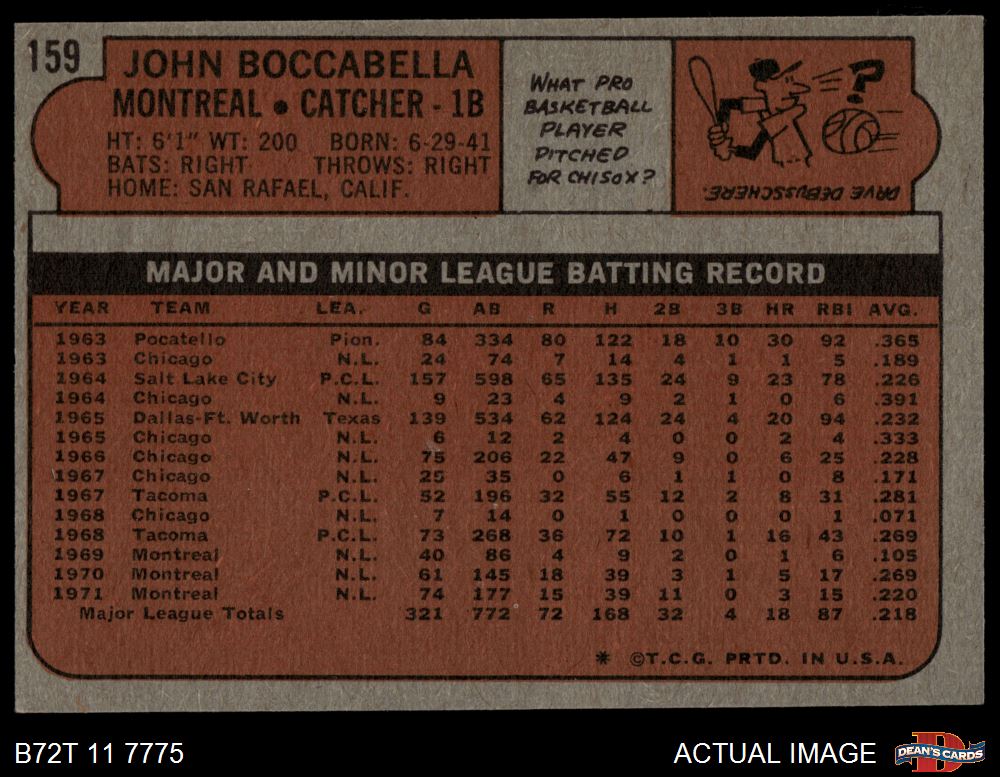 159
JOHN BOCCABELLA
MONTREAL • CATCHER - 1B
HT: 6'1" WT: 200 BORN: 6-29-41
BATS: RIGHT THROWS: RIGHT
HOME: SAN RAFAEL, CALIF.
WHAT PRO
BASKETBALL
PLAYER
PITCHED
FOR CHISOX?
?
DAVE DEBUSSCHERE.
MAJOR AND MINOR LEAGUE BATTING RECORD
YEAR TEAM LEA. G AB R H 2B 3B HR RBI AVG.
1963 Pocatello Pion. 84 334 80 122 18 10 30 92 .365
1963 Chicago N.L. 24 74 7 14 4 1 1 5 .189
1964 Salt Lake City P.C.L. 157 598 65 135 24 9 23 78 .226
1964 Chicago N.L. 9 23 4 9 2 1 0 6 .391
1965 Dallas-Ft. Worth Texas 139 534 62 124 24 4 20 94 .232
1965 Chicago N.L. 6 12 2 4 0 0 2 4 .333
1966 Chicago N.L. 75 206 22 47 9 0 6 25 .228
1967 Chicago N.L. 25 35 0 6 1 1 0 8 .171
1967 Tacoma P.C.L. 52 196 32 55 12 2 8 31 .281
1968 Chicago N.L. 7 14 0 1 0 0 0 1 .071
1968 Tacoma P.C.L. 73 268 36 72 10 1 16 43 .269
1969 Montreal N.L. 40 86 4 9 2 0 1 6 .105
1970 Montreal N.L. 61 145 18 39 3 1 5 17 .269
1971 Montreal N.L. 74 177 15 39 11 0 3 15 .220
Major League Totals 321 772 72 168 32 4 18 87 .218
* ©T.C.G. PRTD. IN U.S.A.
B72T 11 7775
ACTUAL IMAGE
D
DEAN'S CARDS